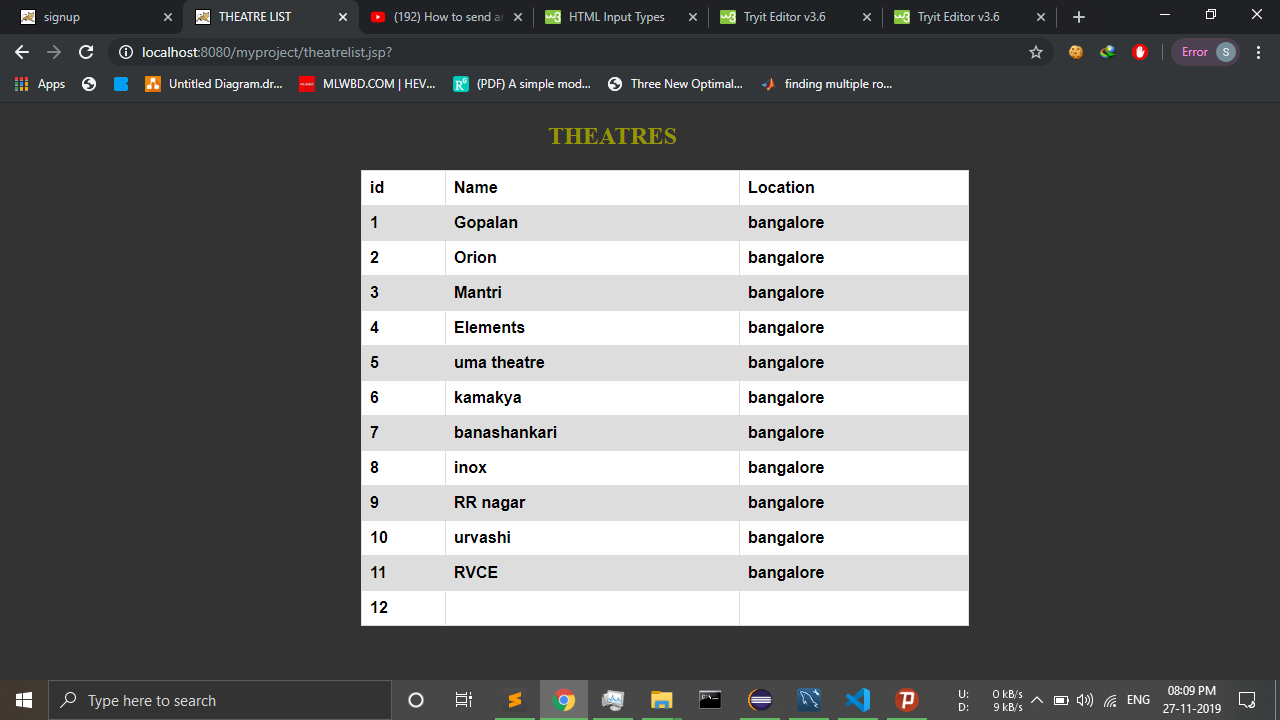 signup
THEATRE LIST
(192) How to send a
HTML Input Types
Tryit Editor v3.6
Tryit Editor v3.6
localhost:8080/myproject/theatrelist.jsp?
Error S
Apps
Untitled Diagram.dr...
MLWBD.COM | HEV...
(PDF) A simple mod...
Three New Optimal...
finding multiple ro...
THEATRES
id Name Location
1 Gopalan bangalore
2 Orion bangalore
3 Mantri bangalore
4 Elements bangalore
5 uma theatre bangalore
6 kamakya bangalore
7 banashankari bangalore
8 inox bangalore
9 RR nagar bangalore
10 urvashi bangalore
11 RVCE bangalore
12
Type here to search
U: 0 kB/s
D: 9 kB/s
ENG
08:09 PM
27-11-2019